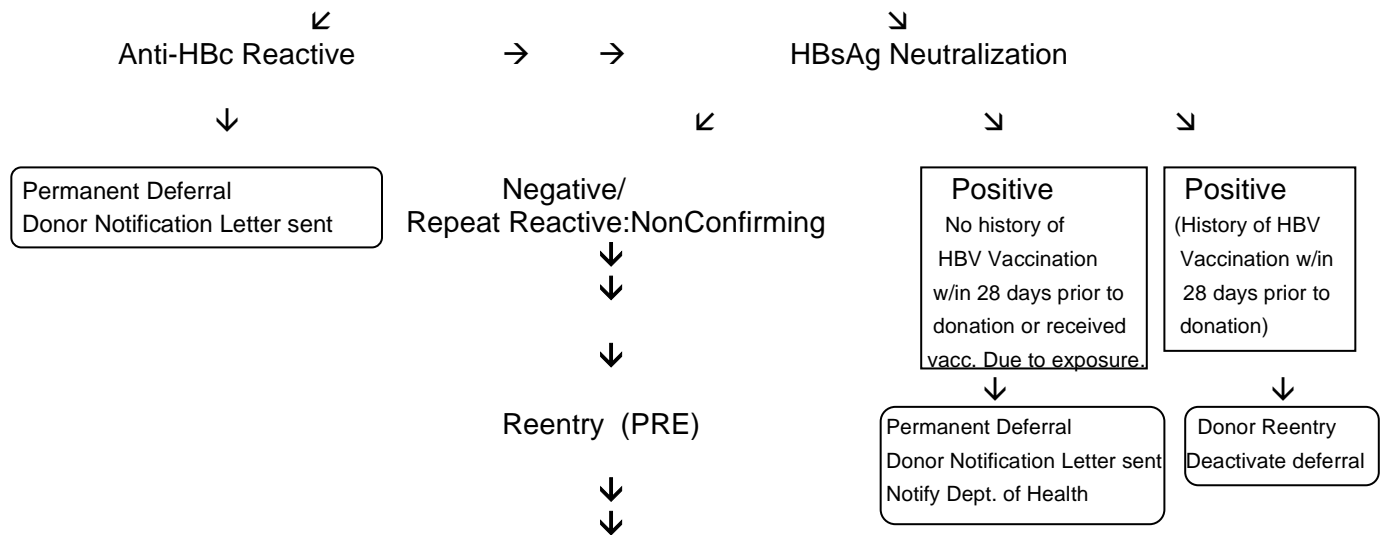 Anti-HBc Reactive → → HBsAg Neutralization
Permanent Deferral
Donor Notification Letter sent
Negative/
Repeat Reactive:NonConfirming
Positive
No history of
HBV Vaccination
w/in 28 days prior to
donation or received
vacc. Due to exposure.
Positive
(History of HBV
Vaccination w/in
28 days prior to
donation)
Reentry (PRE)
Permanent Deferral
Donor Notification Letter sent
Notify Dept. of Health
Donor Reentry
Deactivate deferral